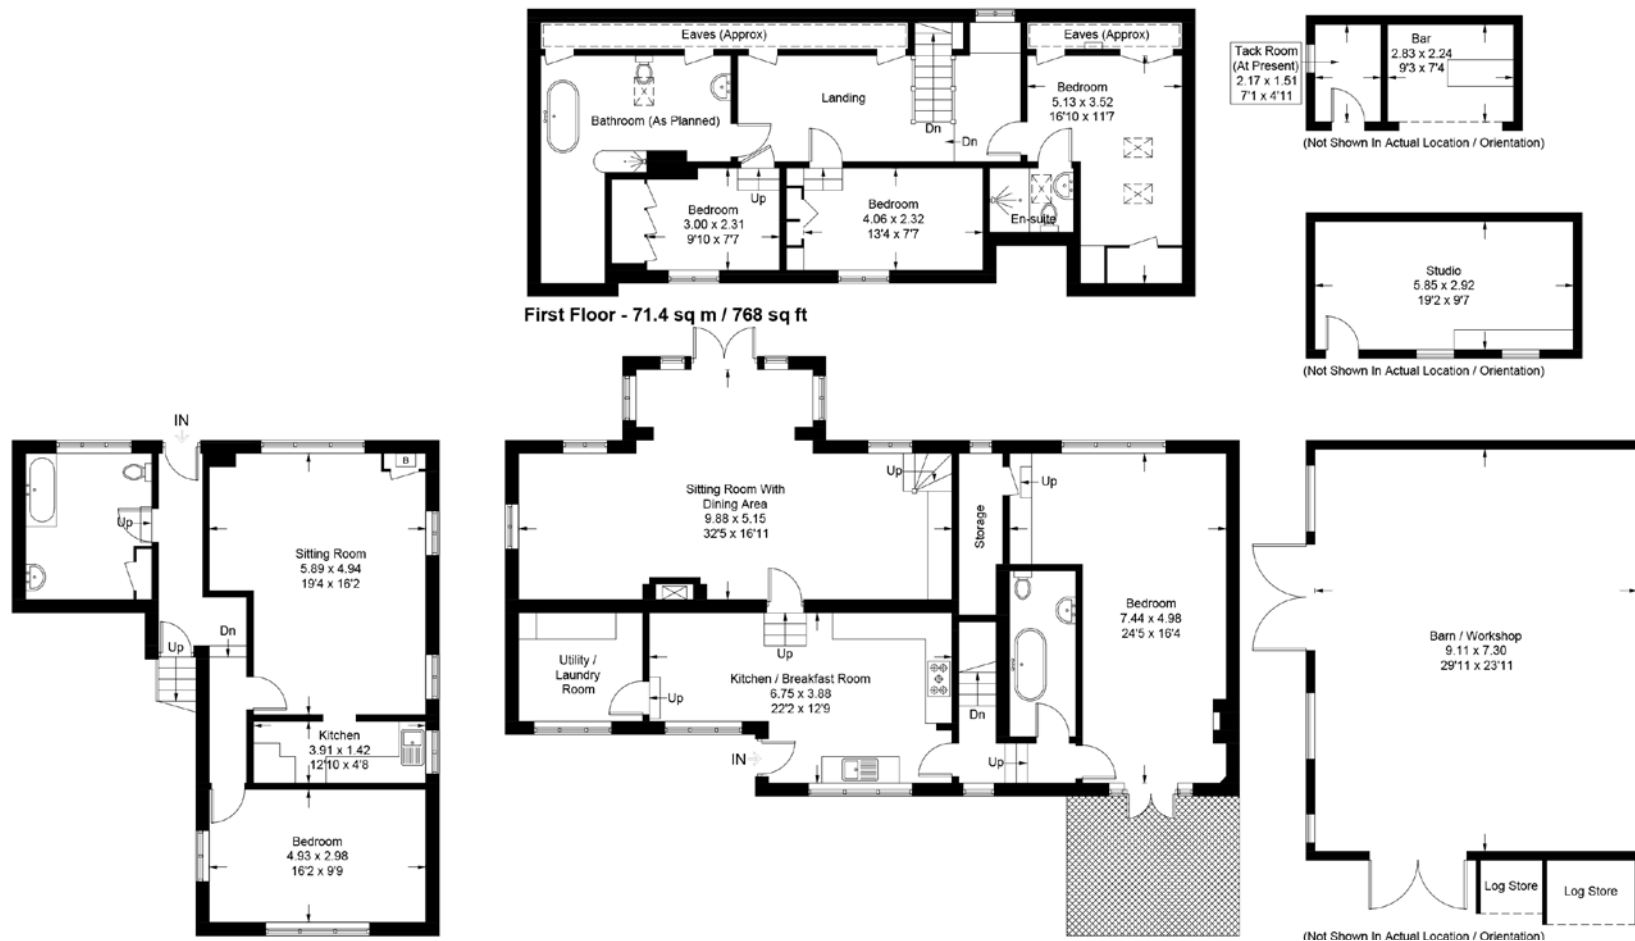 Eaves (Approx)
Eaves (Approx)
Bathroom (As Planned)
Landing
Dn
Dn
Bedroom
5.13 x 3.52
16'10 x 11'7
Up
Bedroom
3.00 x 2.31
9'10 x 7'7
Bedroom
4.06 x 2.32
13'4 x 7'7
En-suite
First Floor - 71.4 sq m / 768 sq ft
Tack Room
(At Present)
2.17 x 1.51
7'1 x 4'11
Bar
2.83 x 2.24
9'3 x 7'4
(Not Shown In Actual Location / Orientation)
Studio
5.85 x 2.92
19'2 x 9'7
(Not Shown In Actual Location / Orientation)
IN
B
Up
Sitting Room
5.89 x 4.94
19'4 x 16'2
Dn
Up
Kitchen
3.91 x 1.42
12'10 x 4'8
Bedroom
4.93 x 2.98
16'2 x 9'9
Sitting Room With
Dining Area
9.88 x 5.15
32'5 x 16'11
Up
Storage
Up
Utility /
Laundry
Room
Up
Up
Kitchen / Breakfast Room
6.75 x 3.88
22'2 x 12'9
IN
Dn
Up
Bedroom
7.44 x 4.98
24'5 x 16'4
Barn / Workshop
9.11 x 7.30
29'11 x 23'11
Log Store
Log Store
(Not Shown In Actual Location / Orientation)